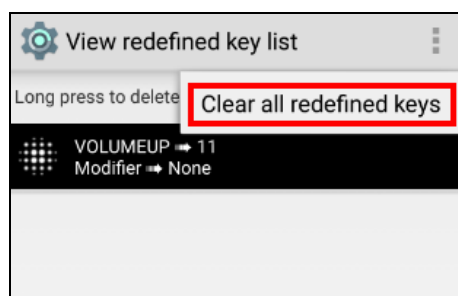 View redefined key list
Long press to delete
Clear all redefined keys
VOLUMEUP ➟ 11
Modifier ➟ None